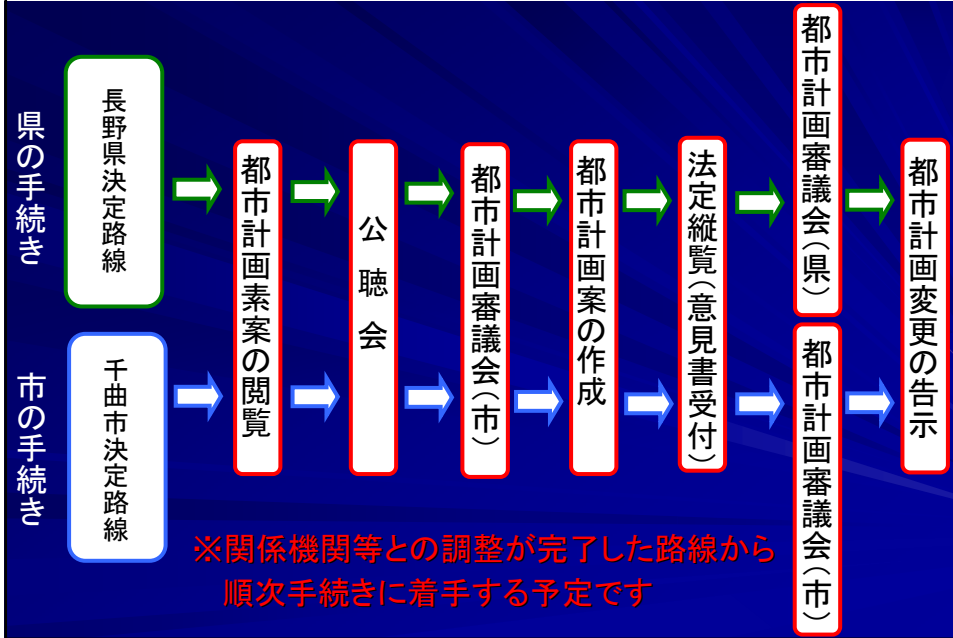 県の手続き
長野県決定路線
市の手続き
千曲市決定路線
都市計画素案の閲覧
公聴会
都市計画審議会(市)
都市計画案の作成
法定縦覧(意見書受付)
都市計画審議会(県)
都市計画審議会(市)
都市計画変更の告示
※関係機関等との調整が完了した路線から
順次手続きに着手する予定です